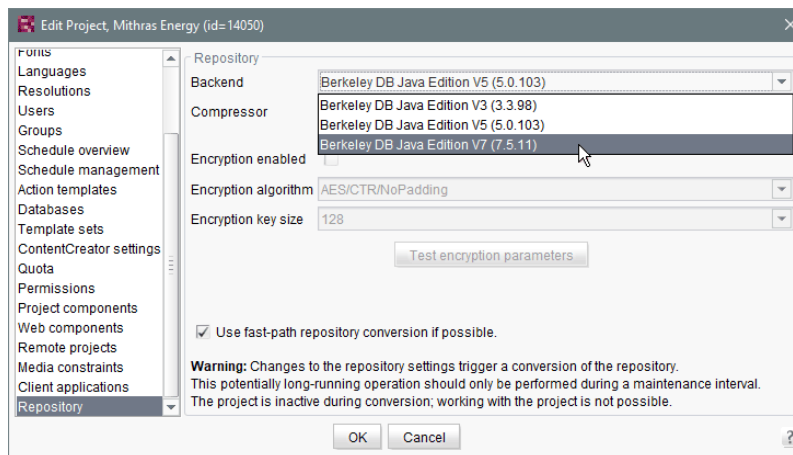 Edit Project, Mithras Energy (id=14050)
Fonts
Languages
Resolutions
Users
Groups
Schedule overview
Schedule management
Action templates
Databases
Template sets
ContentCreator settings
Quota
Permissions
Project components
Web components
Remote projects
Media constraints
Client applications
Repository
Repository
Backend
Berkeley DB Java Edition V5 (5.0.103)
Berkeley DB Java Edition V3 (3.3.98)
Compressor
Berkeley DB Java Edition V5 (5.0.103)
Berkeley DB Java Edition V7 (7.5.11)
Encryption enabled
Encryption algorithm
AES/CTR/NoPadding
Encryption key size
128
Test encryption parameters
Use fast-path repository conversion if possible.
Warning: Changes to the repository settings trigger a conversion of the repository.
This potentially long-running operation should only be performed during a maintenance interval.
The project is inactive during conversion; working with the project is not possible.
OK
Cancel
?